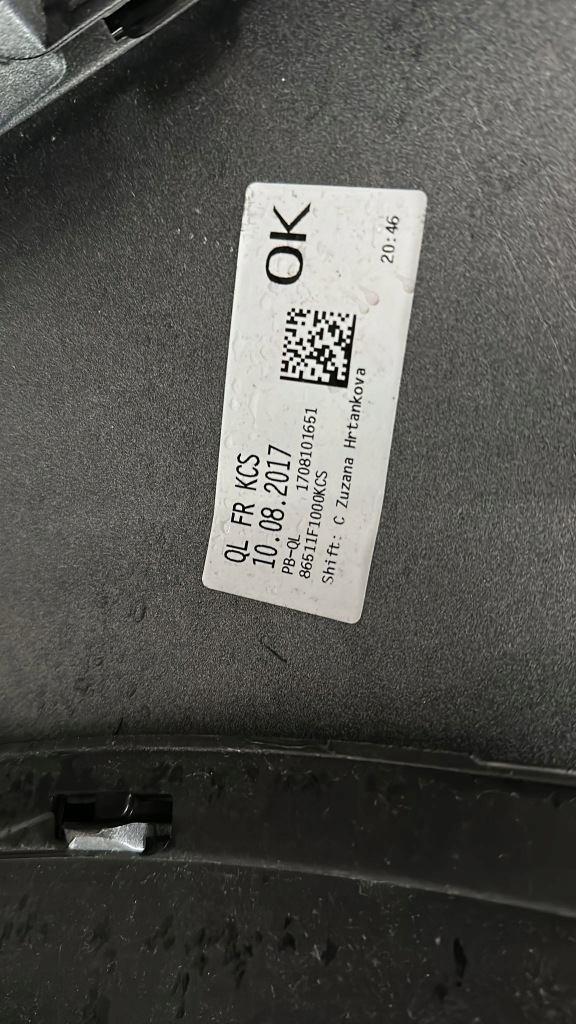 QL FR KCS
10.08.2017
OK
PB-QL
1708101651
86511F1000KCS
Shift: C Zuzana Hrtankova
20:46